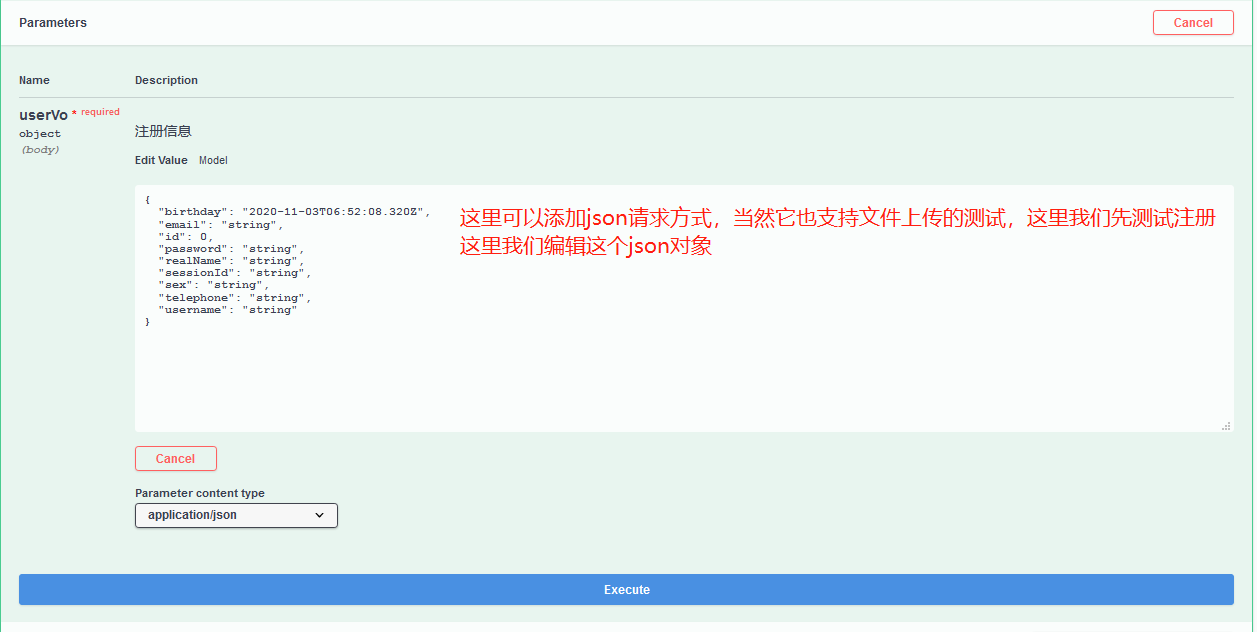 Parameters
Cancel
Name Description
userVo * required
object
(body)
注册信息
Edit Value Model
{
"birthday": "2020-11-03T06:52:08.320Z",
"email": "string",
"id": 0,
"password": "string",
"realName": "string",
"sessionId": "string",
"sex": "string",
"telephone": "string",
"username": "string"
}
这里可以添加json请求方式，当然它也支持文件上传的测试，这里我们先测试注册
这里我们编辑这个json对象
Cancel
Parameter content type
application/json
Execute